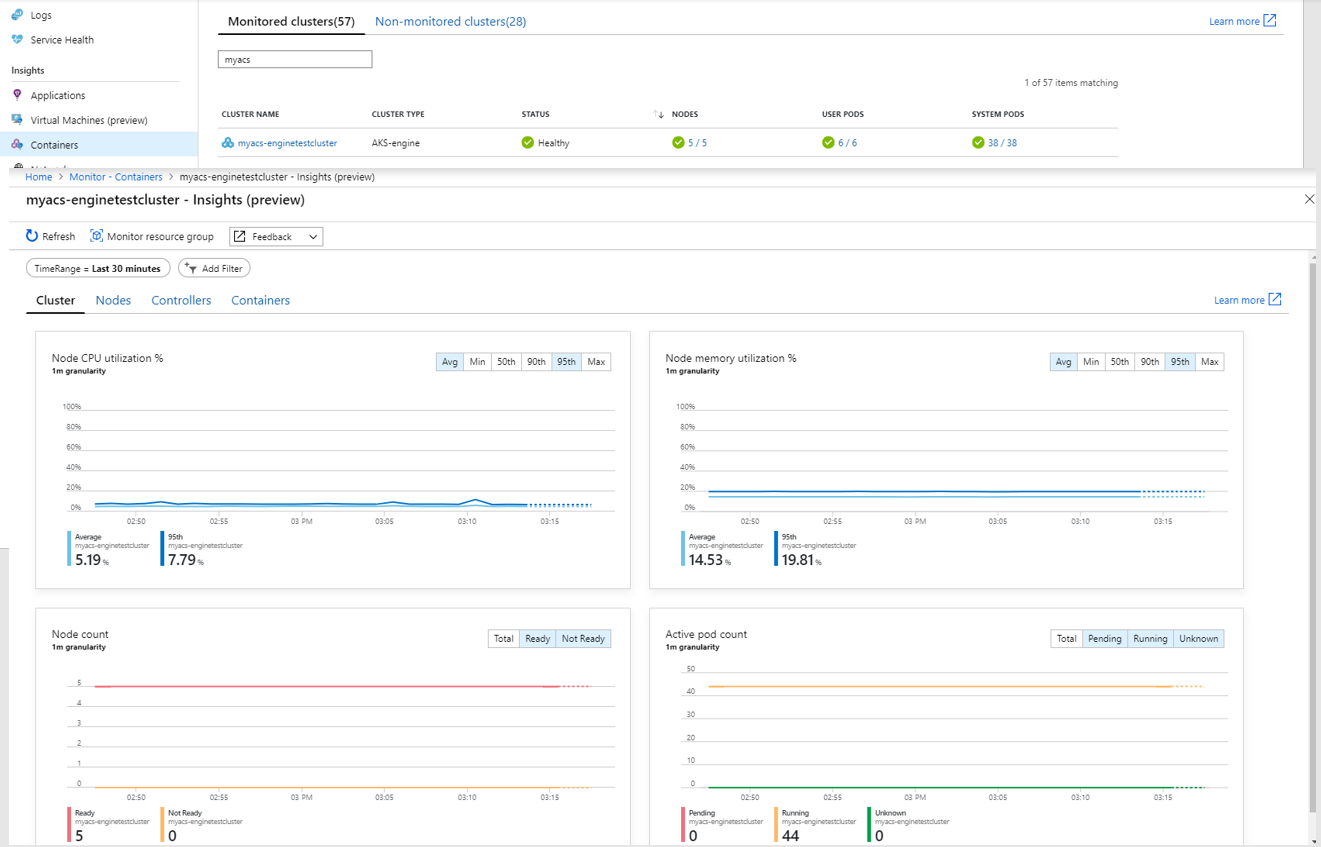 Logs
Service Health
Insights
Applications
Virtual Machines (preview)
Containers
Monitored clusters(57) Non-monitored clusters(28) Learn more
myacs
1 of 57 items matching
CLUSTER NAME CLUSTER TYPE STATUS ↑↓ NODES USER PODS SYSTEM PODS
myacs-enginetestcluster AKS-engine Healthy 5 / 5 6 / 6 38 / 38
Home > Monitor - Containers > myacs-enginetestcluster - Insights (preview)
myacs-enginetestcluster - Insights (preview)
Refresh Monitor resource group Feedback
TimeRange = Last 30 minutes Add Filter
Cluster Nodes Controllers Containers Learn more
Node CPU utilization %
1m granularity
Avg Min 50th 90th 95th Max
100%
80%
60%
40%
20%
0%
02:50 02:55 03 PM 03:05 03:10 03:15
Average 95th
myacs-enginetestcluster myacs-enginetestcluster
5.19 % 7.79 %
Node memory utilization %
1m granularity
Avg Min 50th 90th 95th Max
100%
80%
60%
40%
20%
0%
02:50 02:55 03 PM 03:05 03:10 03:15
Average 95th
myacs-enginetestcluster myacs-enginetestcluster
14.53 % 19.81 %
Node count
1m granularity
Total Ready Not Ready
5
4
3
2
1
0
02:50 02:55 03 PM 03:05 03:10 03:15
Ready Not Ready
myacs-enginetestcluster myacs-enginetestcluster
5 0
Active pod count
1m granularity
Total Pending Running Unknown
50
40
30
20
10
0
02:50 02:55 03 PM 03:05 03:10 03:15
Pending Running Unknown
myacs-enginetestcluster myacs-enginetestcluster myacs-enginetestcluster
0 44 0